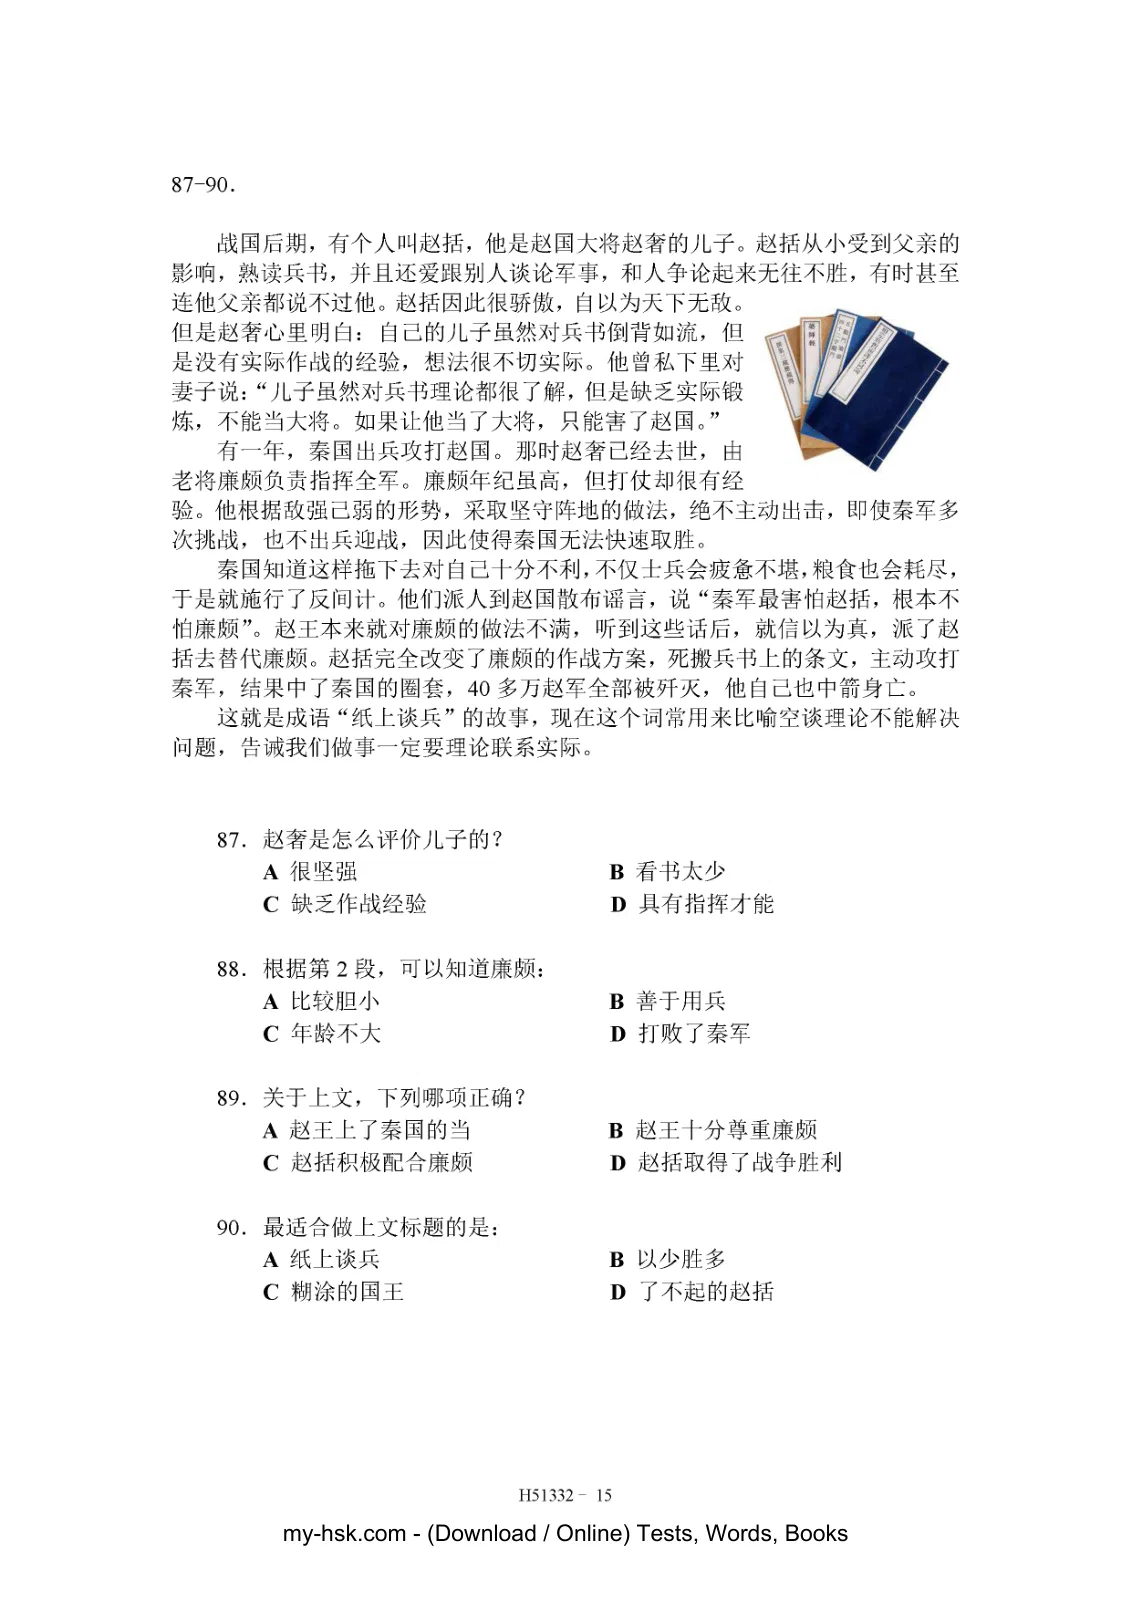 87-90.
战国后期，有个人叫赵括，他是赵国大将赵奢的儿子。赵括从小受到父亲的
影响，熟读兵书，并且还爱跟别人谈论军事，和人争论起来无往不胜，有时甚至
连他父亲都说不过他。赵括因此很骄傲，自以为天下无敌。
但是赵奢心里明白：自己的儿子虽然对兵书倒背如流，但
是没有实际作战的经验，想法很不切实际。他曾私下里对
妻子说：“儿子虽然对兵书理论都很了解，但是缺乏实际锻
炼，不能当大将。如果让他当了大将，只能害了赵国。”
有一年，秦国出兵攻打赵国。那时赵奢已经去世，由
老将廉颇负责指挥全军。廉颇年纪虽高，但打仗却很有经
验。他根据敌强己弱的形势，采取坚守阵地的做法，绝不主动出击，即使秦军多
次挑战，也不出兵迎战，因此使得秦国无法快速取胜。
秦国知道这样拖下去对自己十分不利，不仅士兵会疲惫不堪，粮食也会耗尽，
于是就施行了反间计。他们派人到赵国散布谣言，说“秦军最害怕赵括，根本不
怕廉颇”。赵王本来就对廉颇的做法不满，听到这些话后，就信以为真，派了赵
括去替代廉颇。赵括完全改变了廉颇的作战方案，死搬兵书上的条文，主动攻打
秦军，结果中了秦国的圈套，40 多万赵军全部被歼灭，他自己也中箭身亡。
这就是成语“纸上谈兵”的故事，现在这个词常用来比喻空谈理论不能解决
问题，告诫我们做事一定要理论联系实际。
87．赵奢是怎么评价儿子的？
A 很坚强 B 看书太少
C 缺乏作战经验 D 具有指挥才能
88．根据第 2 段，可以知道廉颇：
A 比较胆小 B 善于用兵
C 年龄不大 D 打败了秦军
89．关于上文，下列哪项正确？
A 赵王上了秦国的当 B 赵王十分尊重廉颇
C 赵括积极配合廉颇 D 赵括取得了战争胜利
90．最适合做上文标题的是：
A 纸上谈兵 B 以少胜多
C 糊涂的国王 D 了不起的赵括
H51332- 15
my-hsk.com - (Download / Online) Tests, Words, Books